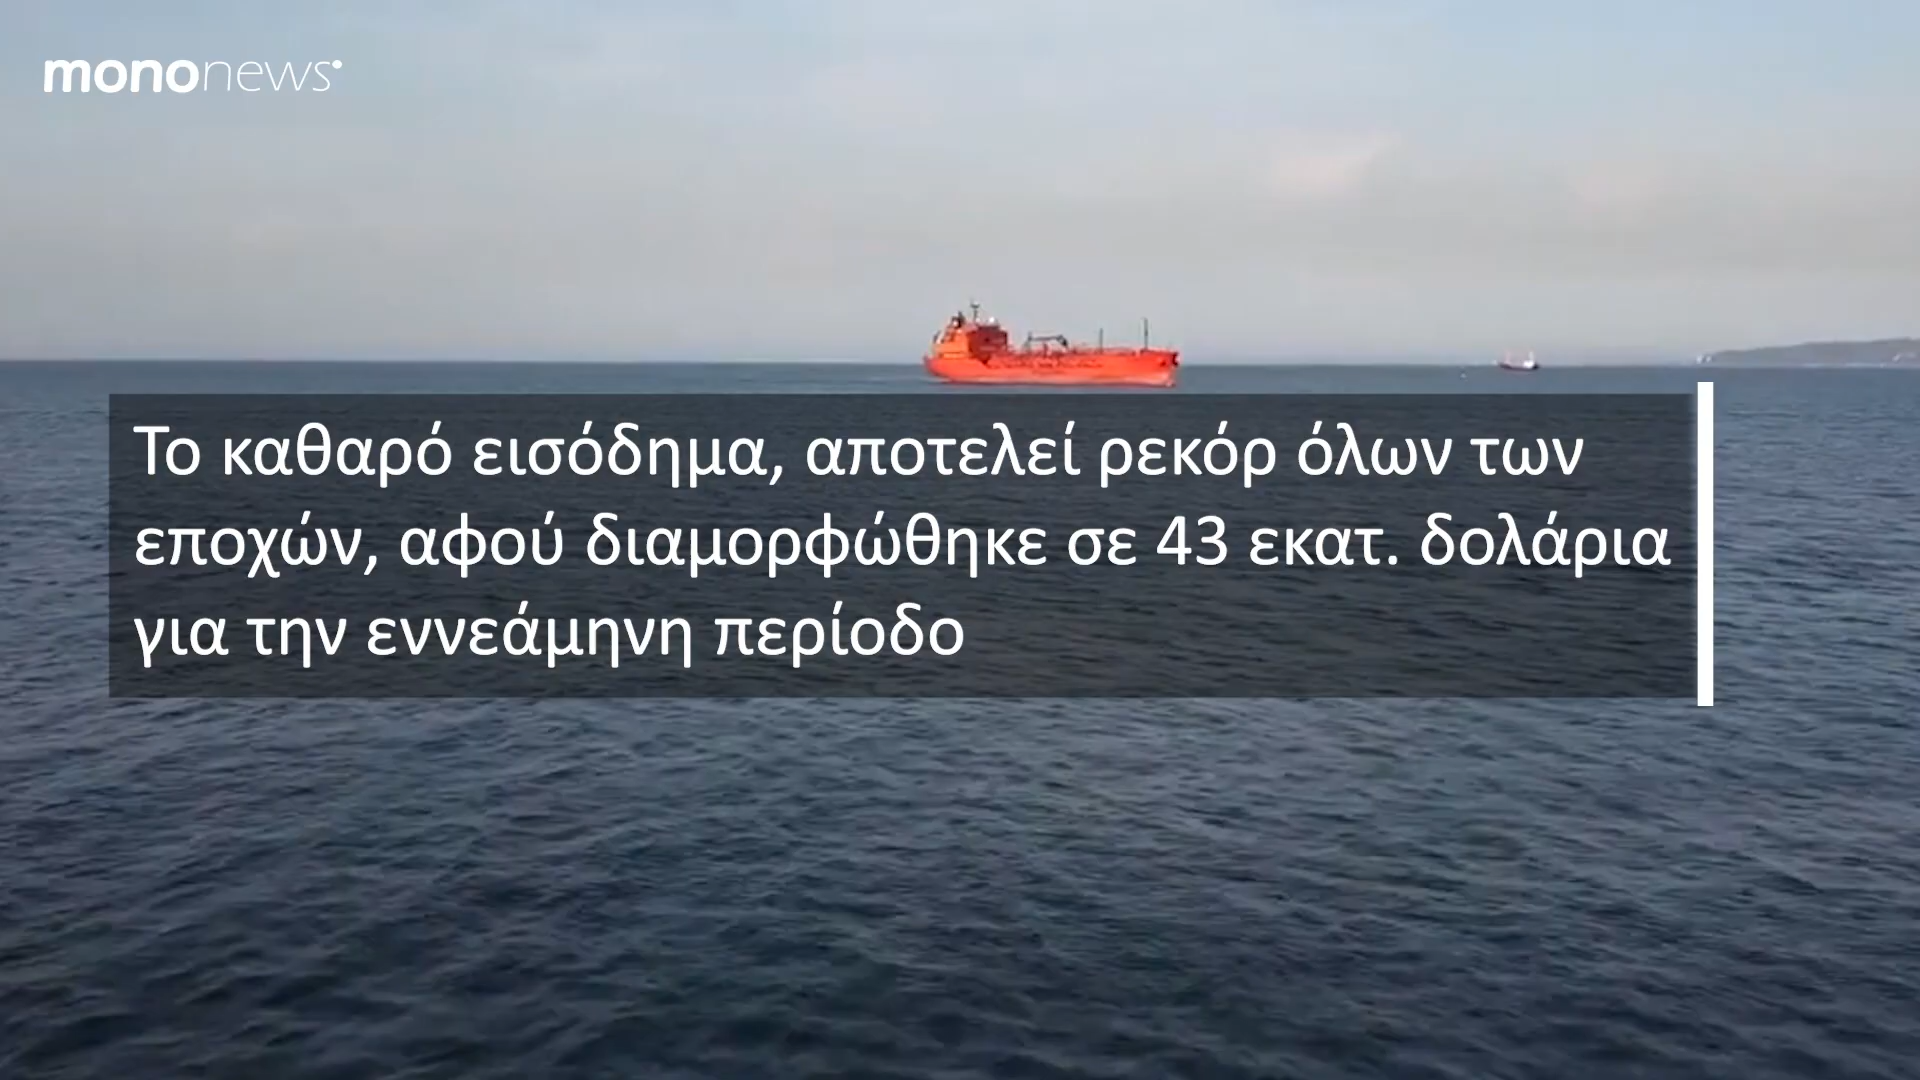 mononews
Το καθαρό εισόδημα, αποτελεί ρεκόρ όλων των
εποχών, αφού διαμορφώθηκε σε 43 εκατ. δολάρια
για την εννεάμηνη περίοδο